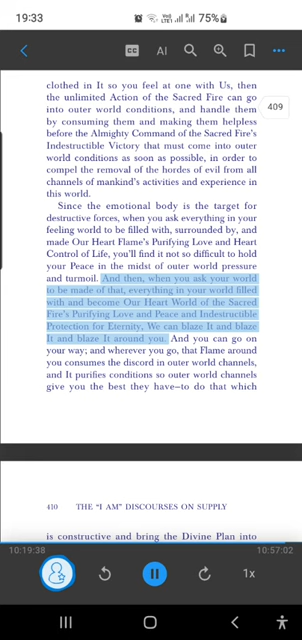 19:33
75%
CC
AI
clothed in It so you feel at one with Us, then
the unlimited Action of the Sacred Fire can go
into outer world conditions, and handle them
by consuming them and making them helpless
before the Almighty Command of the Sacred Fire's
Indestructible Victory that must come into outer
world conditions as soon as possible, in order to
compel the removal of the hordes of evil from all
channels of mankind's activities and experience in
this world.
409
Since the emotional body is the target for
destructive forces, when you ask everything in your
feeling world to be filled with, surrounded by, and
made Our Heart Flame's Purifying Love and Heart
Control of Life, you'll find it not so difficult to hold
your Peace in the midst of outer world pressure
and turmoil. And then, when you ask your world
to be made of that, everything in your world filled
with and become Our Heart World of the Sacred
Fire's Purifying Love and Peace and Indestructible
Protection for Eternity, We can blaze It and blaze
It and blaze It around you. And you can go on
your way; and wherever you go, that Flame around
you consumes the discord in outer world channels,
and It purifies conditions so outer world channels
give you the best they have—to do that which
410 THE "I AM" DISCOURSES ON SUPPLY
is constructive and bring the Divine Plan into
10:19:38
10:57:02
1x